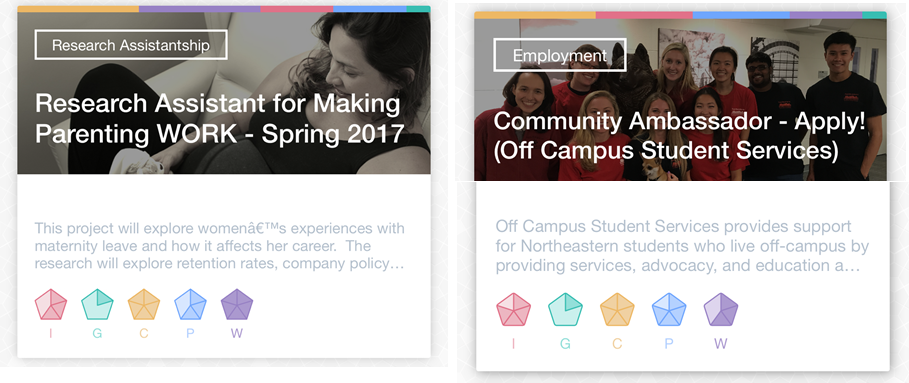 Research Assistantship
Research Assistant for Making
Parenting WORK - Spring 2017
This project will explore womenâ€™s experiences with
maternity leave and how it affects her career. The
research will explore retention rates, company policy…
I G C P W
Employment
Community Ambassador - Apply!
(Off Campus Student Services)
Off Campus Student Services provides support
for Northeastern students who live off-campus by
providing services, advocacy, and education a…
I G C P W